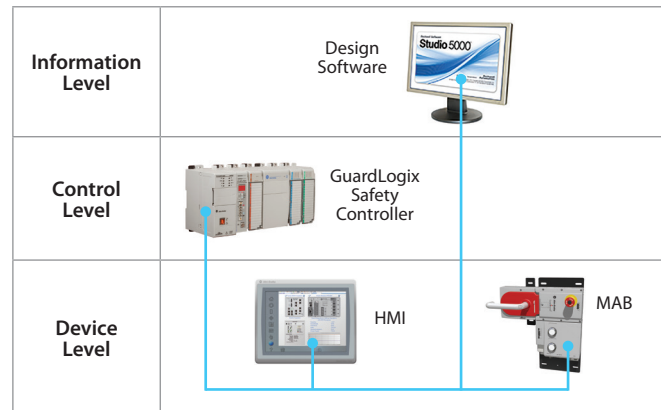 Information
Level
Design
Software
Studio 5000
Control
Level
GuardLogix
Safety
Controller
Device
Level
HMI
MAB